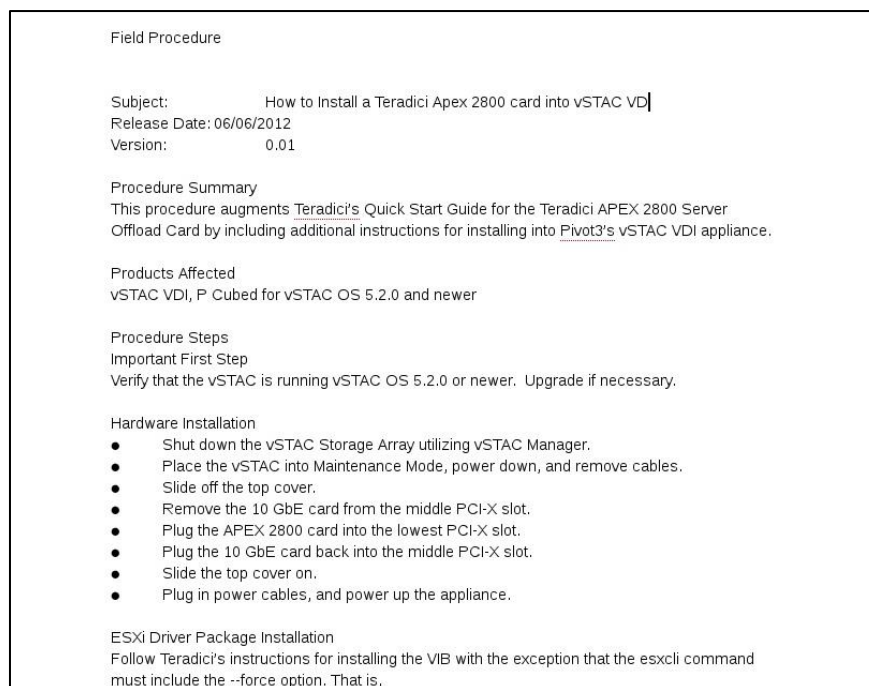 Field Procedure
Subject: How to Install a Teradici Apex 2800 card into vSTAC VD
Release Date: 06/06/2012
Version: 0.01
Procedure Summary
This procedure augments Teradici's Quick Start Guide for the Teradici APEX 2800 Server
Offload Card by including additional instructions for installing into Pivot3's vSTAC VDI appliance.
Products Affected
vSTAC VDI, P Cubed for vSTAC OS 5.2.0 and newer
Procedure Steps
Important First Step
Verify that the vSTAC is running vSTAC OS 5.2.0 or newer.  Upgrade if necessary.
Hardware Installation
● Shut down the vSTAC Storage Array utilizing vSTAC Manager.
● Place the vSTAC into Maintenance Mode, power down, and remove cables.
● Slide off the top cover.
● Remove the 10 GbE card from the middle PCI-X slot.
● Plug the APEX 2800 card into the lowest PCI-X slot.
● Plug the 10 GbE card back into the middle PCI-X slot.
● Slide the top cover on.
● Plug in power cables, and power up the appliance.
ESXi Driver Package Installation
Follow Teradici's instructions for installing the VIB with the exception that the esxcli command
must include the --force option. That is,